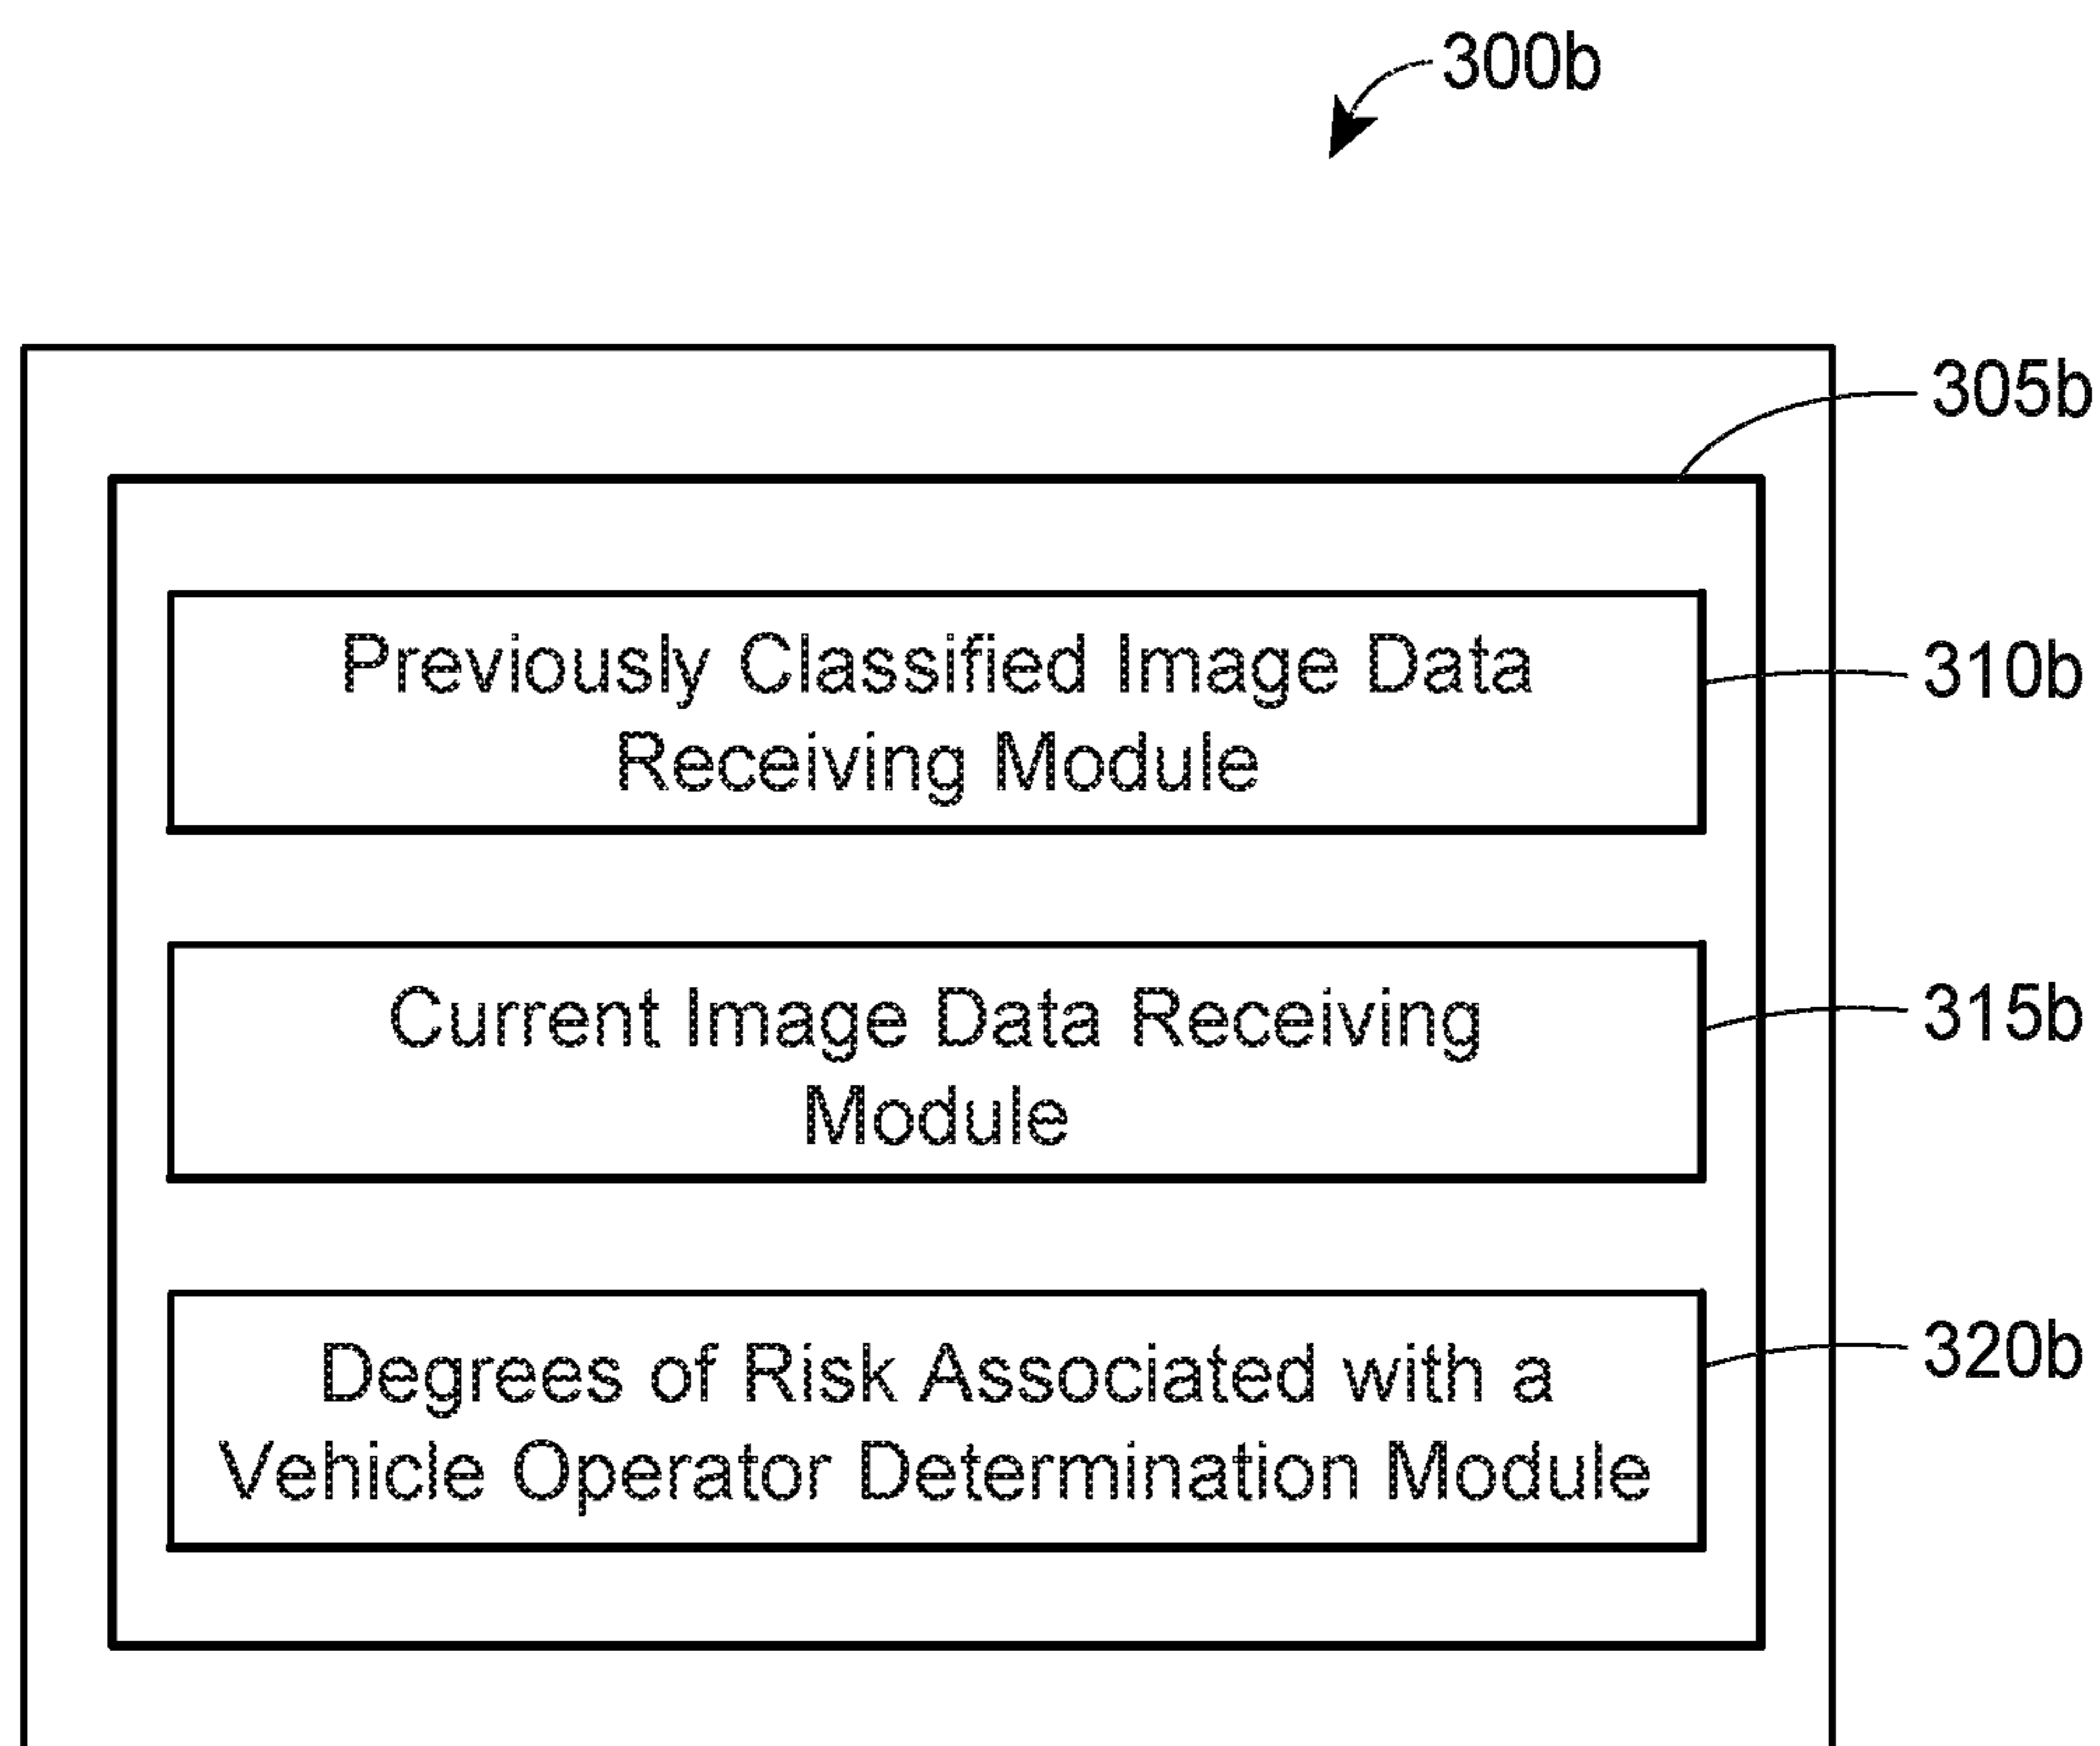 300b
305b
Previously Classified Image Data
Receiving Module
310b
Current Image Data Receiving
Module
315b
Degrees of Risk Associated with a
Vehicle Operator Determination Module
320b